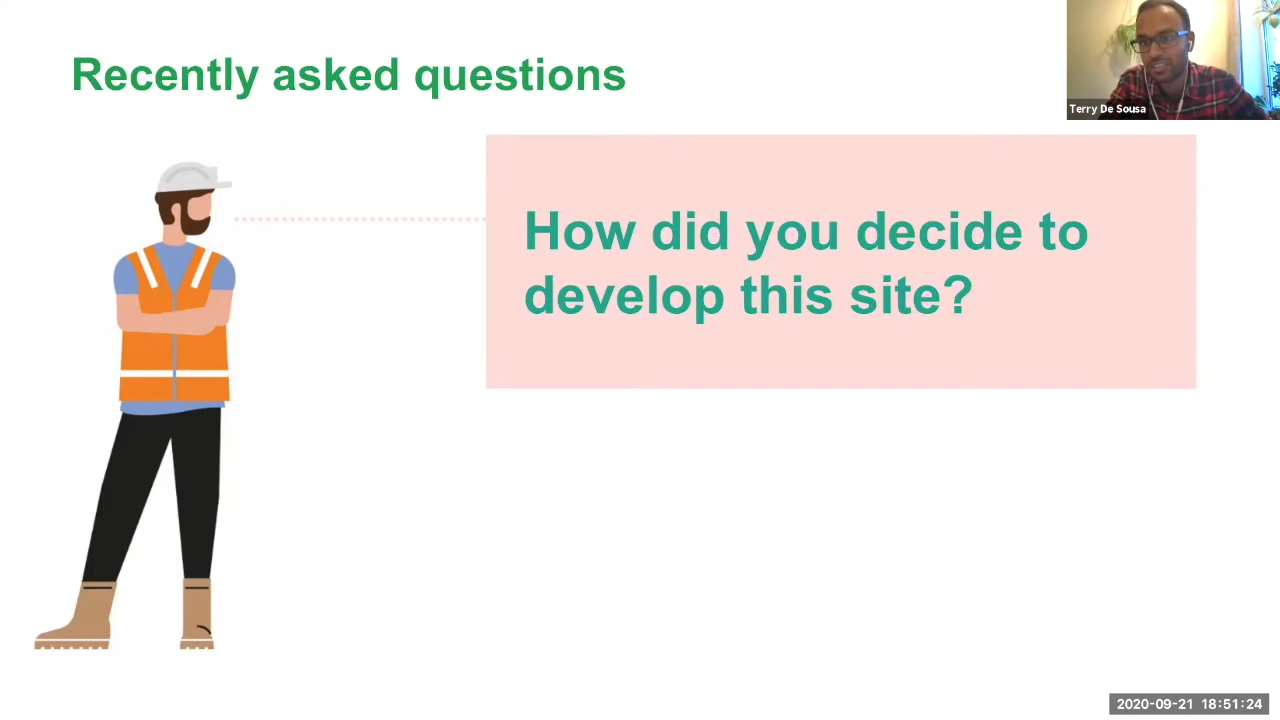 Recently asked questions
Terry De Sousa
How did you decide to
develop this site?
2020-09-21 18:51:24